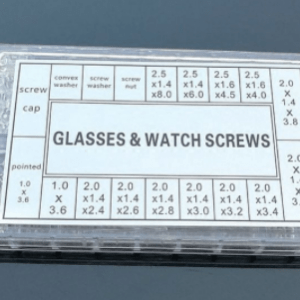 screw
cap
convex
washer
screw
washer
screw
nut
2.5
x1.4
x8.0
2.5
x1.4
x6.0
2.5
x1.6
x4.5
2.5
x1.6
x4.0
2.0
x
1.4
x
3.8
GLASSES & WATCH SCREWS
pointed
1.0
x
3.6
1.0
x
3.6
2.0
x1.4
x2.4
2.0
x1.4
x2.6
2.0
x1.4
x2.8
2.0
x1.4
x3.0
2.0
x1.4
x3.2
2.0
x1.4
x3.4
2.0
x